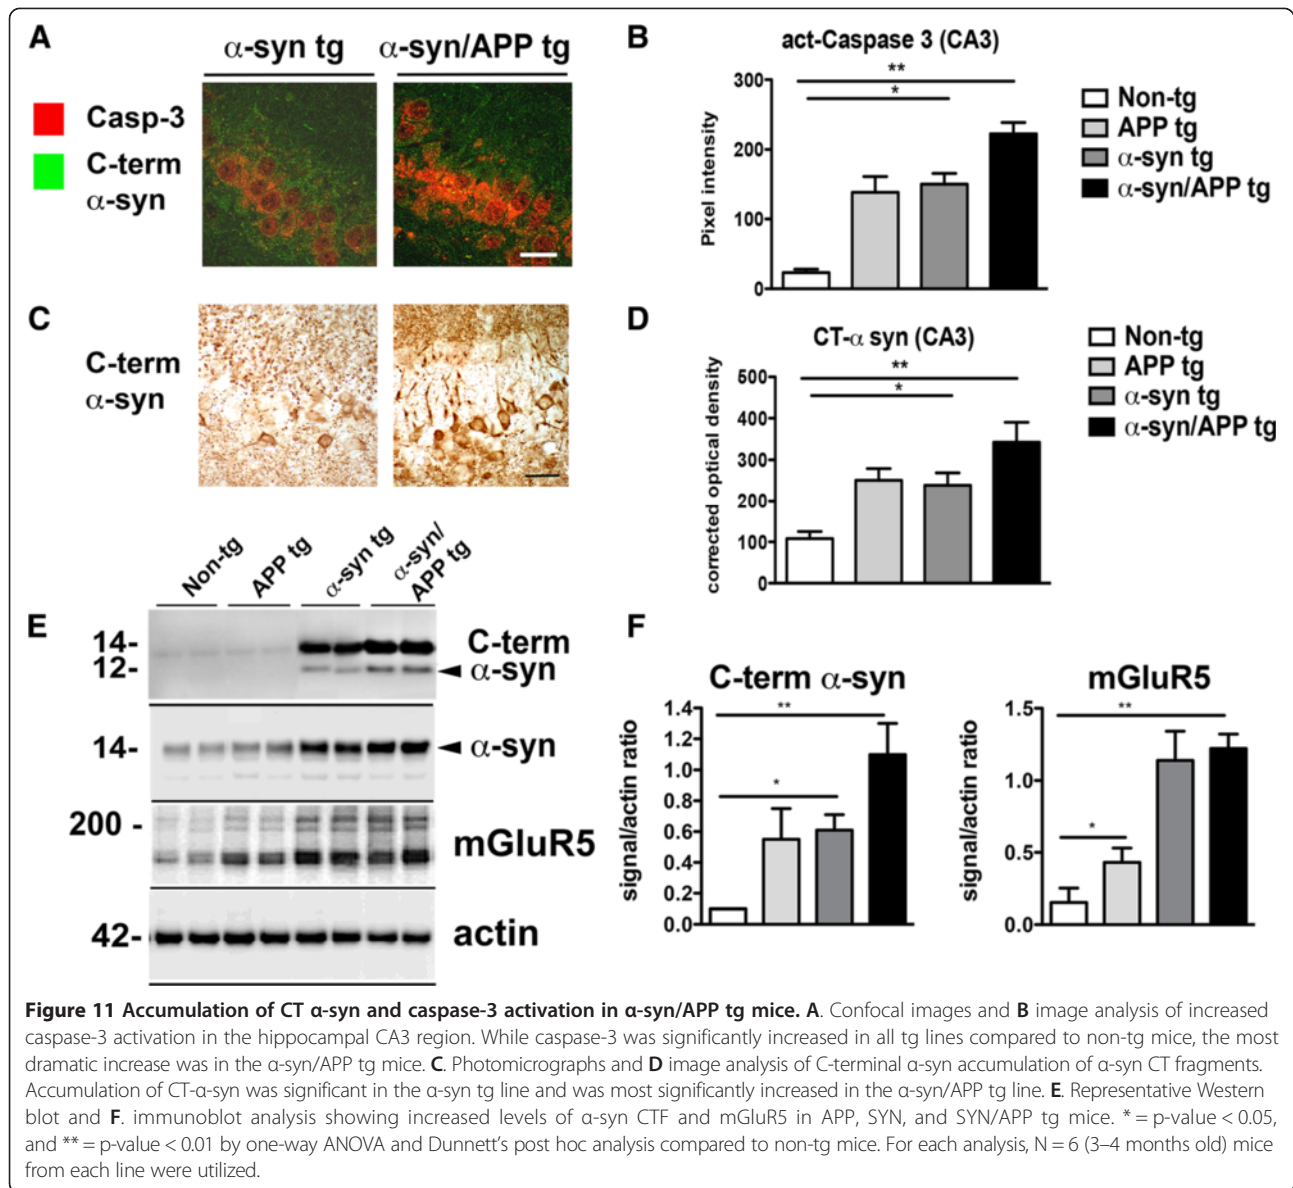 A
α-syn tg
α-syn/APP tg
Casp-3
C-term
α-syn
B
act-Caspase 3 (CA3)
**
*
Pixel intensity
300
200
100
0
Non-tg
APP tg
α-syn tg
α-syn/APP tg
C
C-term
α-syn
D
CT-α syn (CA3)
**
*
corrected optical density
500
400
300
200
100
0
Non-tg
APP tg
α-syn tg
α-syn/APP tg
E
Non-tg
APP tg
α-syn tg
α-syn/
APP tg
14-
12-
C-term
α-syn
14-
α-syn
200 -
mGluR5
42-
actin
F
C-term α-syn
**
*
signal/actin ratio
1.4
1.2
1.0
0.8
0.6
0.4
0.2
0.0
mGluR5
**
*
signal/actin ratio
1.5
1.0
0.5
0.0
Figure 11 Accumulation of CT α-syn and caspase-3 activation in α-syn/APP tg mice. A. Confocal images and B image analysis of increased
caspase-3 activation in the hippocampal CA3 region. While caspase-3 was significantly increased in all tg lines compared to non-tg mice, the most
dramatic increase was in the α-syn/APP tg mice. C. Photomicrographs and D image analysis of C-terminal α-syn accumulation of α-syn CT fragments.
Accumulation of CT-α-syn was significant in the α-syn tg line and was most significantly increased in the α-syn/APP tg line. E. Representative Western
blot and F. immunoblot analysis showing increased levels of α-syn CTF and mGluR5 in APP, SYN, and SYN/APP tg mice. * = p-value < 0.05,
and ** = p-value < 0.01 by one-way ANOVA and Dunnett's post hoc analysis compared to non-tg mice. For each analysis, N = 6 (3–4 months old) mice
from each line were utilized.